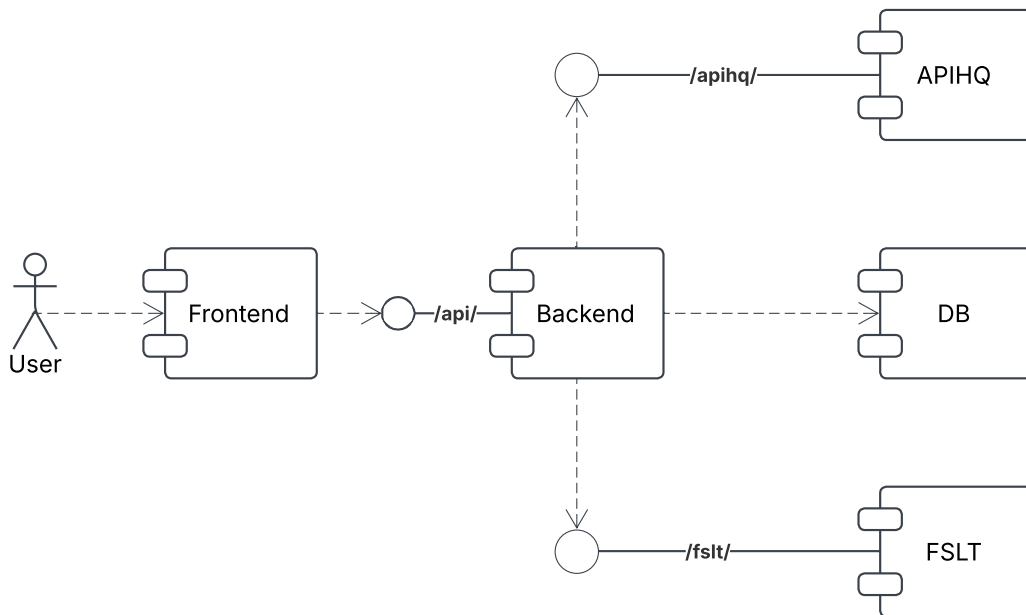 /apihq/
APIHQ
User
Frontend
/api/
Backend
DB
/fslt/
FSLT